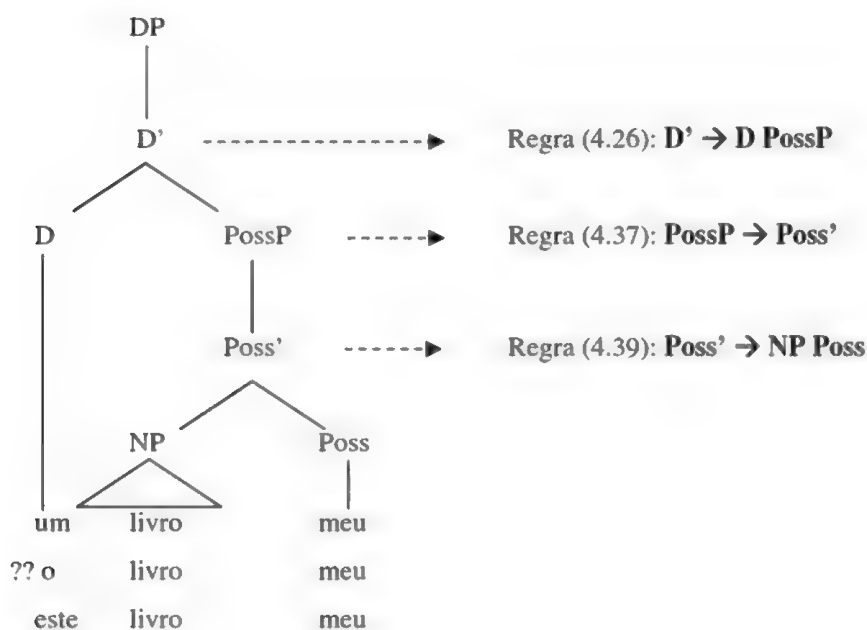 DP
D’ Regra (4.26): D’ → D PossP
D PossP Regra (4.37): PossP → Poss’
Poss’ Regra (4.39): Poss’ → NP Poss
NP Poss
um livro meu
?? o livro meu
este livro meu